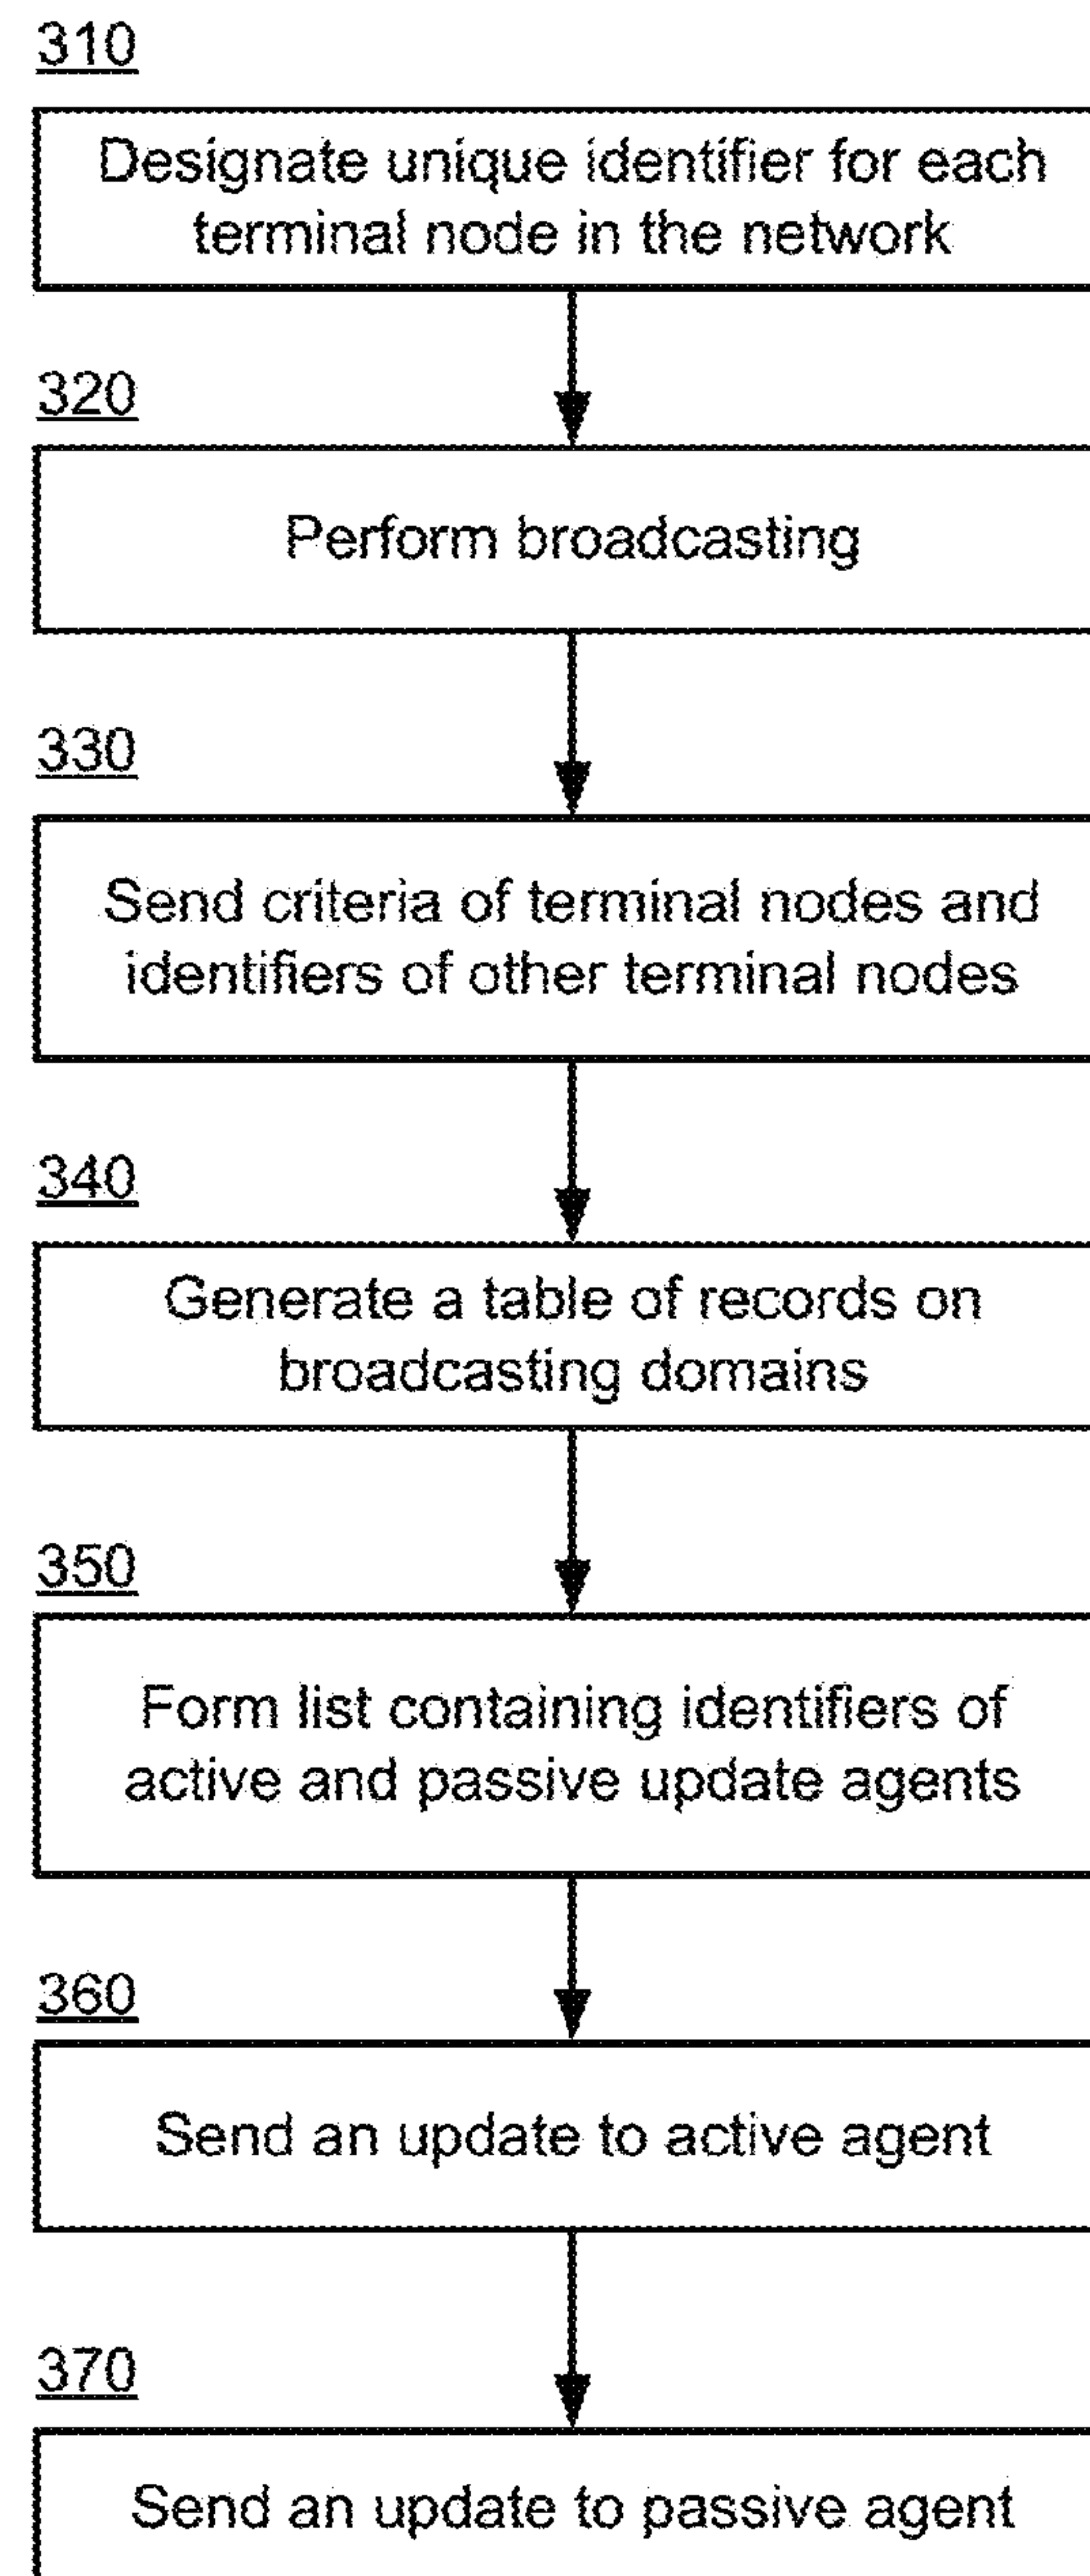 310
Designate unique identifier for each
terminal node in the network
320
Perform broadcasting
330
Send criteria of terminal nodes and
identifiers of other terminal nodes
340
Generate a table of records on
broadcasting domains
350
Form list containing identifiers of
active and passive update agents
360
Send an update to active agent
370
Send an update to passive agent